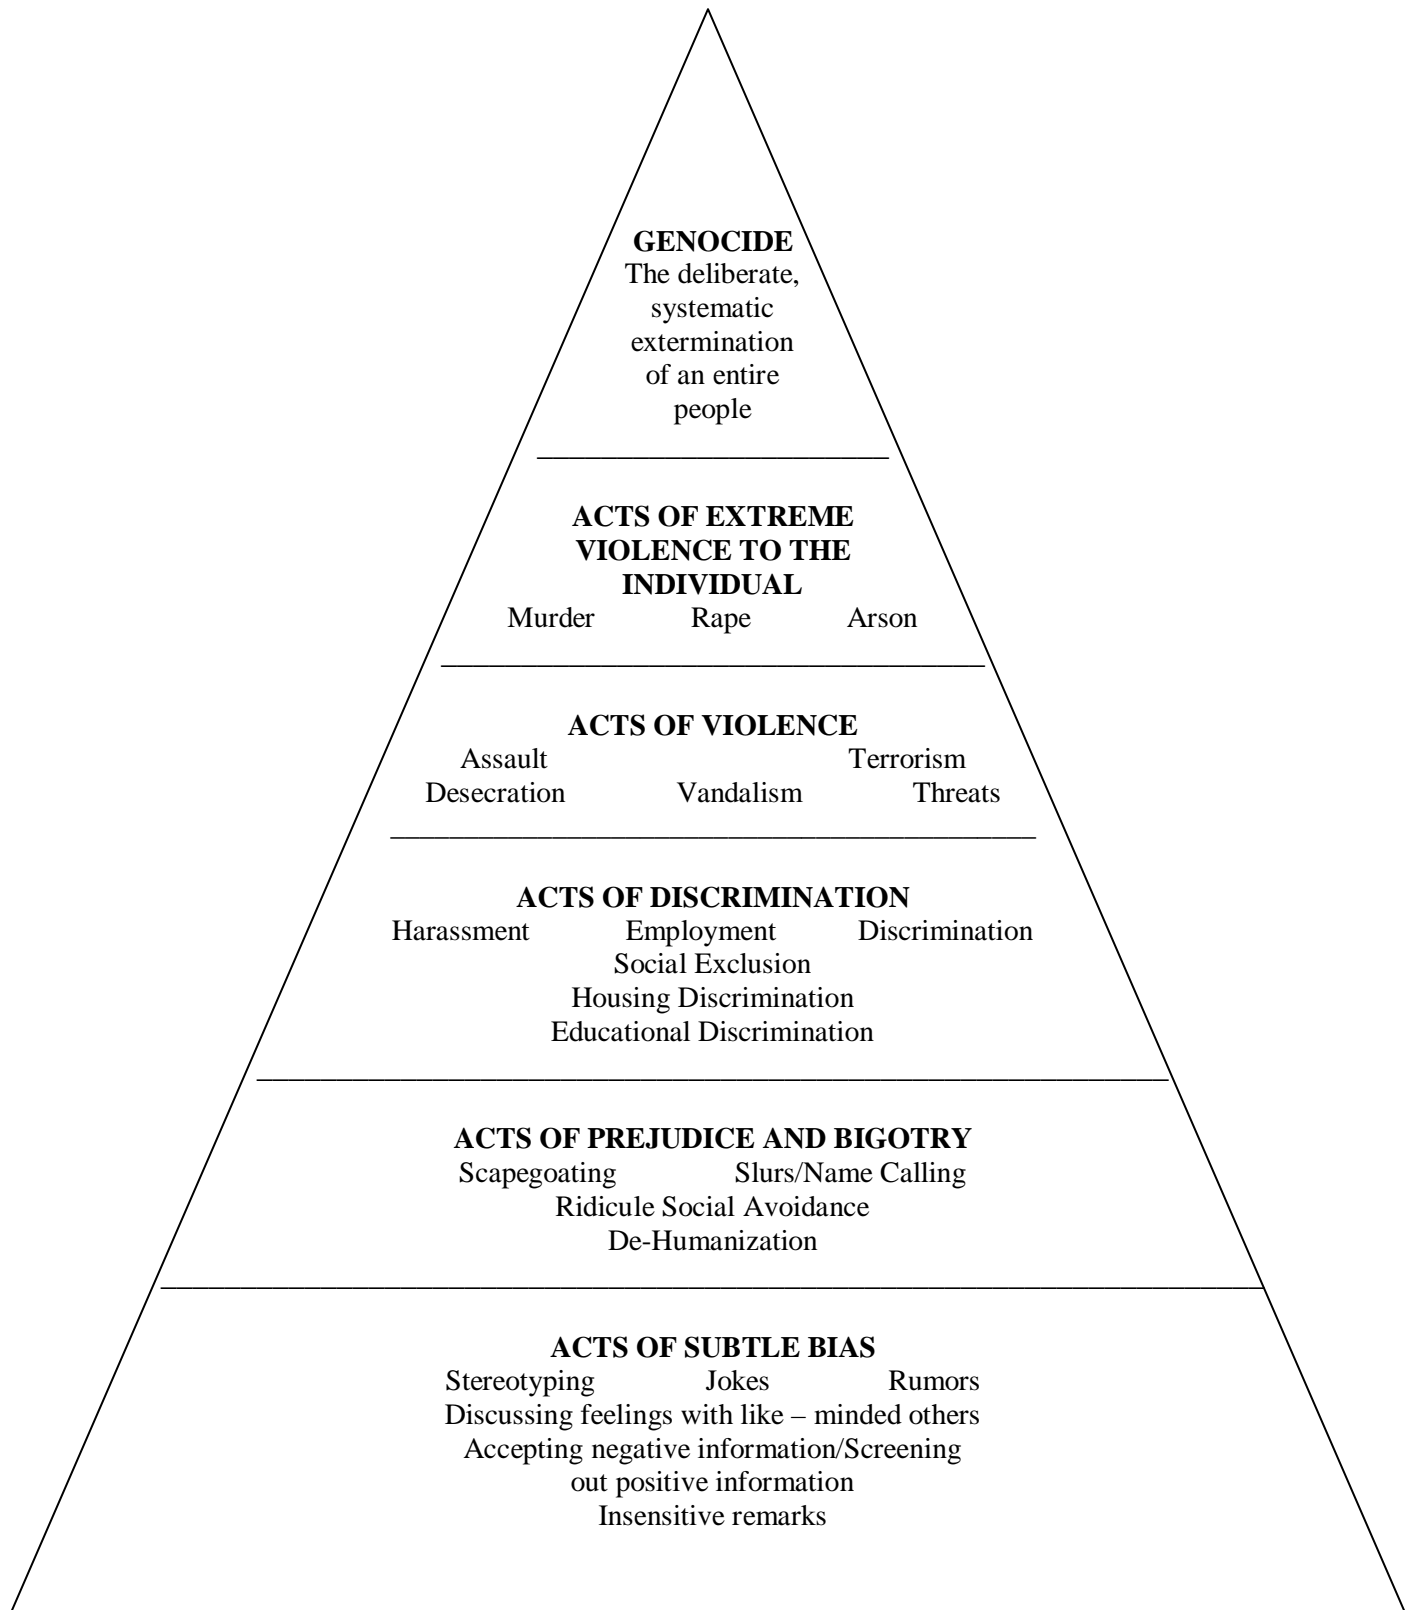 GENOCIDE
The deliberate,
systematic
extermination
of an entire
people
ACTS OF EXTREME
VIOLENCE TO THE
INDIVIDUAL
Murder Rape Arson
ACTS OF VIOLENCE
Assault Terrorism
Desecration Vandalism Threats
ACTS OF DISCRIMINATION
Harassment Employment Discrimination
Social Exclusion
Housing Discrimination
Educational Discrimination
ACTS OF PREJUDICE AND BIGOTRY
Scapegoating Slurs/Name Calling
Ridicule Social Avoidance
De-Humanization
ACTS OF SUBTLE BIAS
Stereotyping Jokes Rumors
Discussing feelings with like – minded others
Accepting negative information/Screening
out positive information
Insensitive remarks